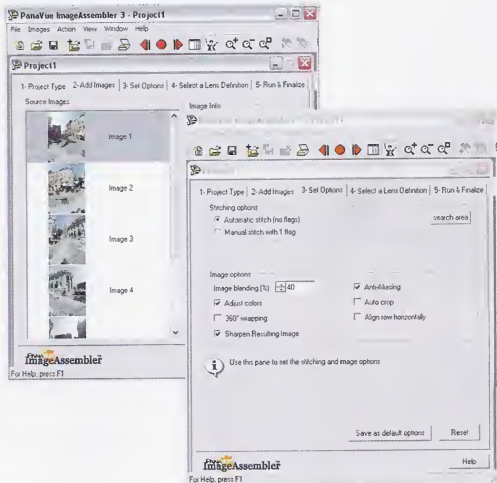 PanaVue ImageAssembler 3 - Project1
File Images Action View Window Help
Project1
1- Project Type 2- Add Images 3- Set Options 4- Select a Lens Definition 5- Run & Finalize
Source Images
Image Info
Image 1
Image 2
Image 3
Image 4
PANA
ImageAssembler
For Help, press F1
1- Project Type 2- Add Images 3- Set Options 4- Select a Lens Definition 5- Run & Finalize
Stitching options
Automatic stitch (no flags)
search area
Manual stitch with 1 flag
Image options
Image blending (%) 40
Anti-Aliasing
Adjust colors
Auto crop
360° wrapping
Align row horizontally
Sharpen Resulting Image
Use this pane to set the stitching and image options
Save as default options
Reset
PANA
ImageAssembler
Help
For Help, press F1